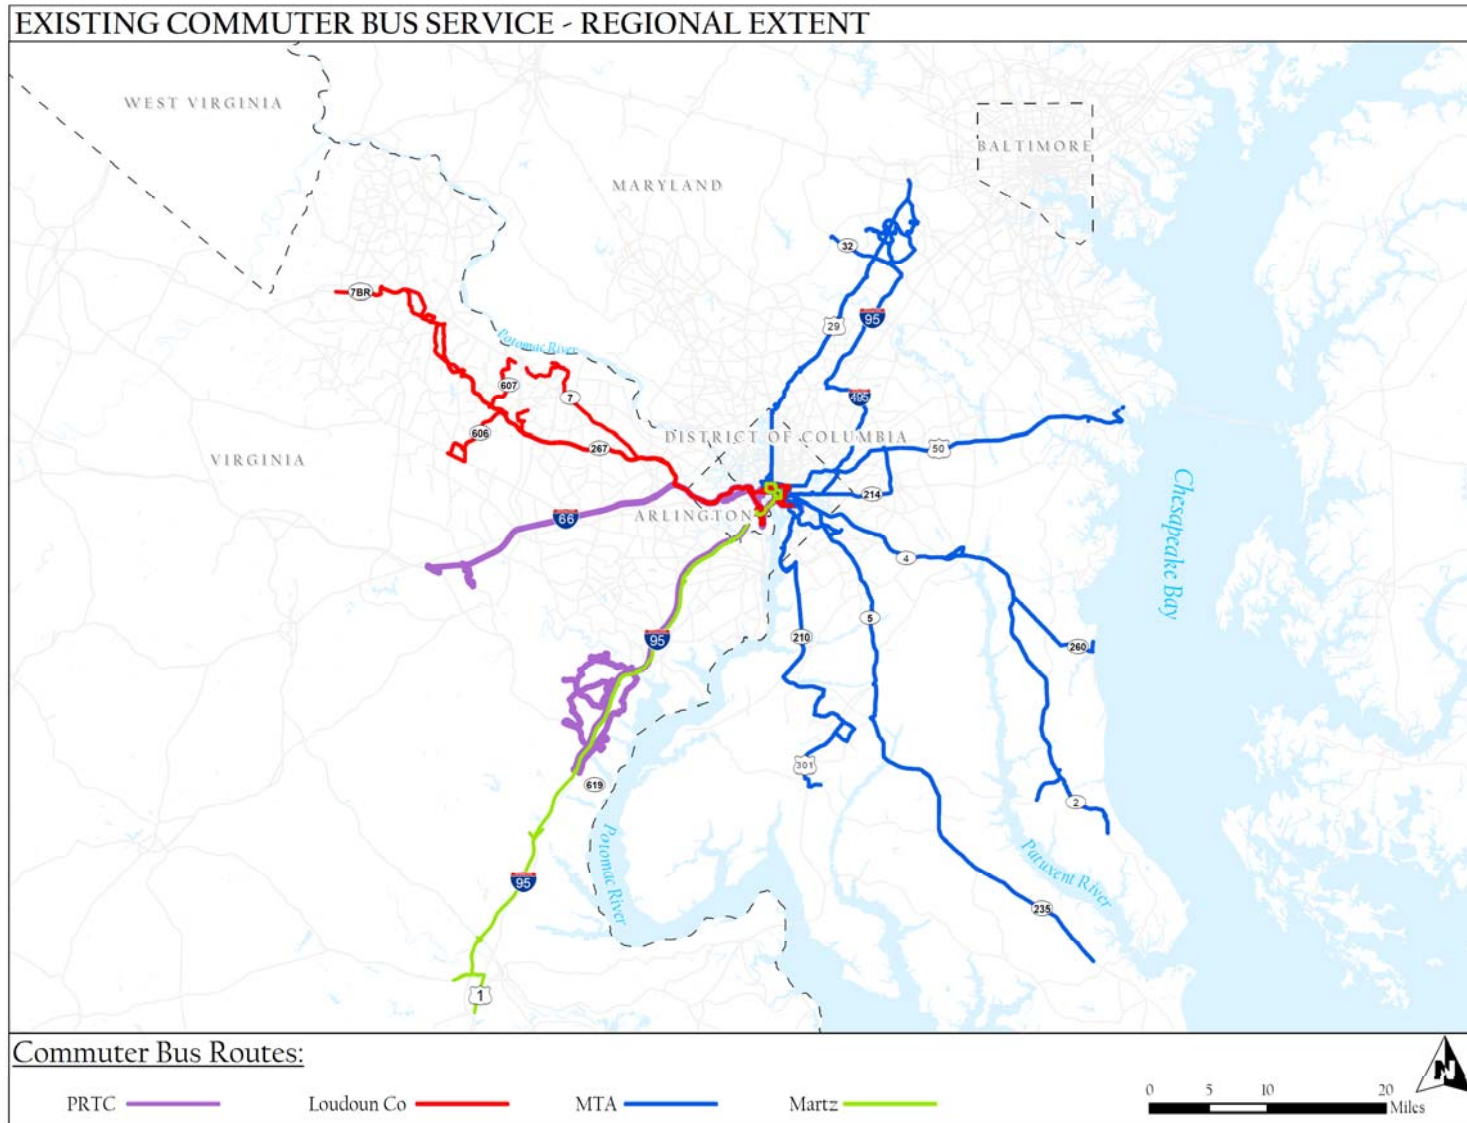 EXISTING COMMUTER BUS SERVICE - REGIONAL EXTENT
WEST VIRGINIA
BALTIMORE
MARYLAND
32
7BR
29
95
Potomac River
607
7
495
606
267
DISTRICT OF COLUMBIA
50
VIRGINIA
214
66
ARLINGTON
Chesapeake Bay
4
5
95
210
260
301
619
2
Potomac River
Patuxent River
95
235
1
Commuter Bus Routes:
PRTC
Loudoun Co
MTA
Martz
0 5 10 20
Miles
N